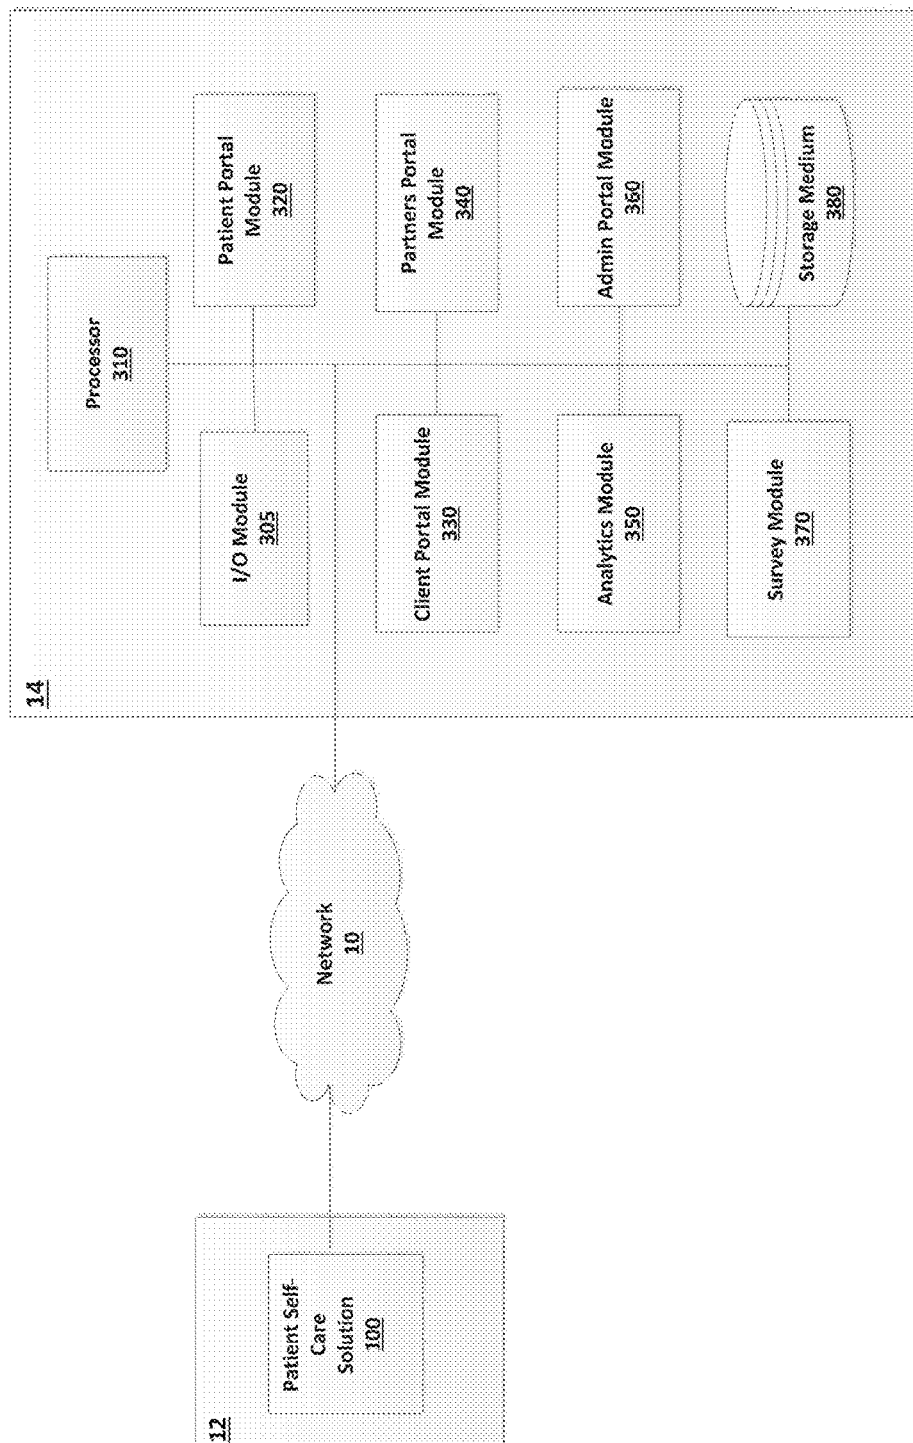 12
Patient Self-
Care
Solution
100
Network
10
14
Processor
310
I/O Module
305
Patient Portal
Module
320
Client Portal Module
330
Partners Portal
Module
340
Analytics Module
350
Admin Portal Module
360
Survey Module
370
Storage Medium
380